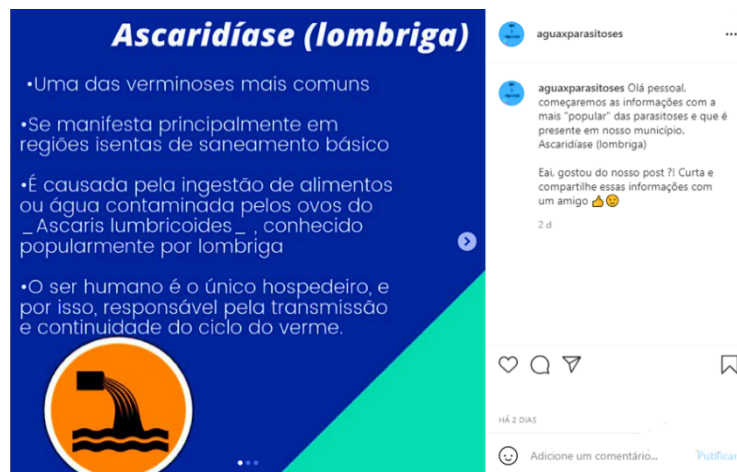 Ascaridíase (lombriga)
•Uma das verminoses mais comuns
•Se manifesta principalmente em
regiões isentas de saneamento básico
•É causada pela ingestão de alimentos
ou água contaminada pelos ovos do
_Ascaris lumbricoides_ , conhecido
popularmente por lombriga
•O ser humano é o único hospedeiro, e
por isso, responsável pela transmissão
e continuidade do ciclo do verme.
aguaxparasitoses
aguaxparasitoses Olá pessoal,
começaremos as informações com a
mais "popular" das parasitoses e que é
presente em nosso município.
Ascaridíase (lombriga)
Eai, gostou do nosso post ?! Curta e
compartilhe essas informações com
um amigo 👍😉
2 d
HÁ 2 DIAS
Adicione um comentário...
Publicar